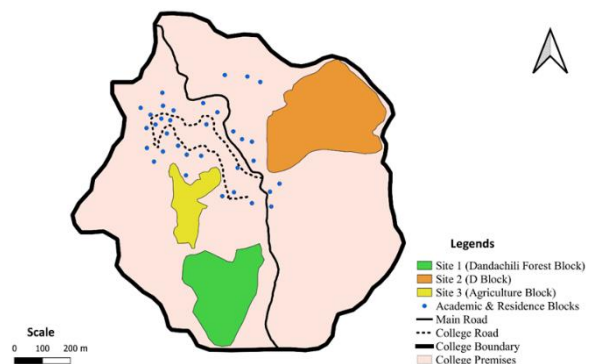 Legends
Site 1 (Dandachili Forest Block)
Site 2 (D Block)
Site 3 (Agriculture Block)
Academic & Residence Blocks
Main Road
College Road
College Boundary
College Premises
Scale
0 100 200 m